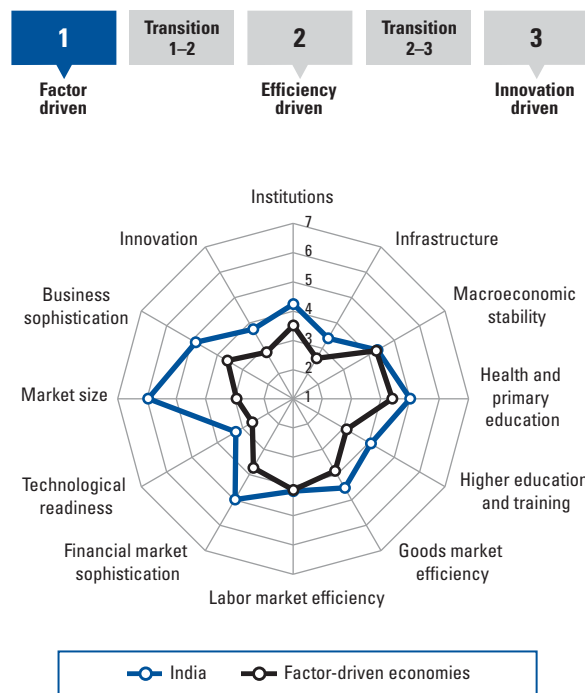 1
Transition
1–2
2
Transition
2–3
3
Factor
driven
Efficiency
driven
Innovation
driven
Institutions
7
Innovation
6
Infrastructure
5
Business
sophistication
4
Macroeconomic
stability
3
2
Market size
1
Health and
primary
education
Technological
readiness
Higher education
and training
Financial market
sophistication
Goods market
efficiency
Labor market efficiency
India
Factor-driven economies